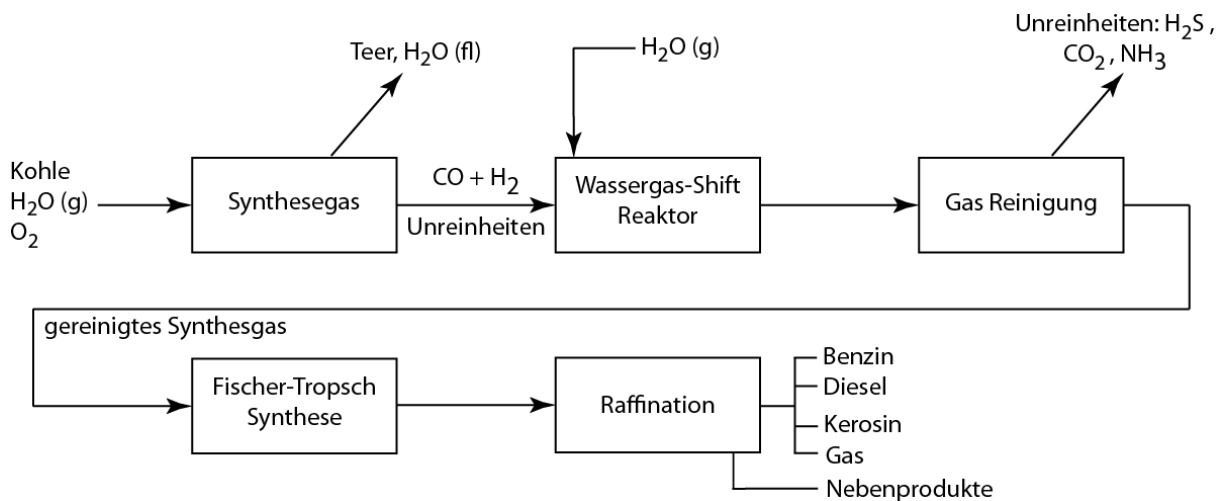 Teer, H2O (fl)
H2O (g)
Unreinheiten: H2S ,
CO2 , NH3
Kohle
H2O (g)
O2
Synthesegas
CO + H2
Unreinheiten
Wassergas-Shift
Reaktor
Gas Reinigung
gereinigtes Synthesgas
Fischer-Tropsch
Synthese
Raffination
Benzin
Diesel
Kerosin
Gas
Nebenprodukte